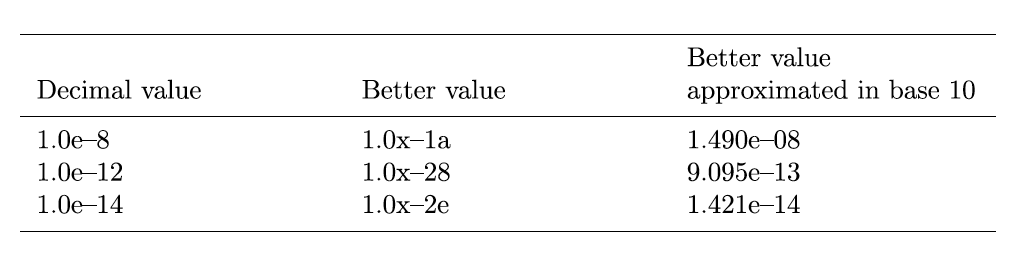 Better value
Decimal value Better value approximated in base 10
1.0e–8 1.0x–1a 1.490e–08
1.0e–12 1.0x–28 9.095e–13
1.0e–14 1.0x–2e 1.421e–14